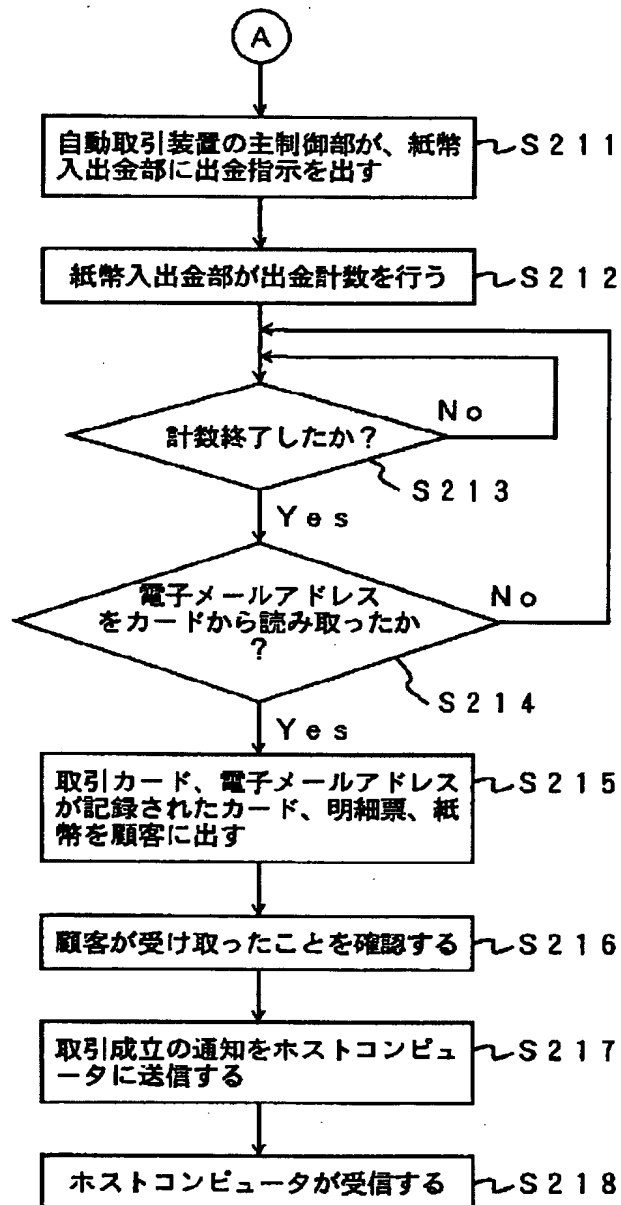 A
自動取引装置の主制御部が、紙幣
入出金部に出金指示を出す
S211
紙幣入出金部が出金計数を行う
S212
計数終了したか？
No
S213
Yes
電子メールアドレス
をカードから読み取ったか
？
No
S214
Yes
取引カード、電子メールアドレス
が記録されたカード、明細票、紙
幣を顧客に出す
S215
顧客が受け取ったことを確認する
S216
取引成立の通知をホストコンピュ
ータに送信する
S217
ホストコンピュータが受信する
S218